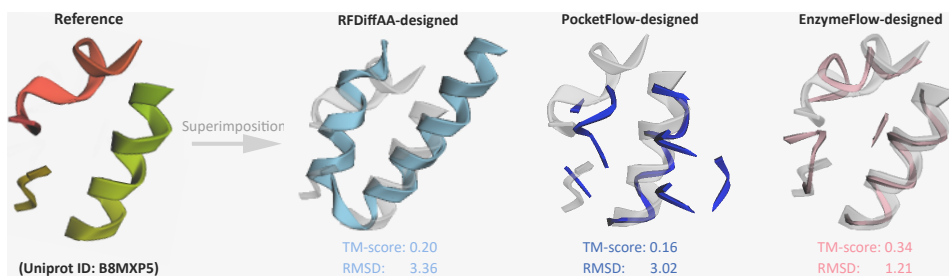 Reference
RFDiffAA-designed
PocketFlow-designed
EnzymeFlow-designed
Superimposition
TM-score: 0.20
RMSD: 3.36
TM-score: 0.16
RMSD: 3.02
TM-score: 0.34
RMSD: 1.21
(Uniprot ID: B8MXP5)